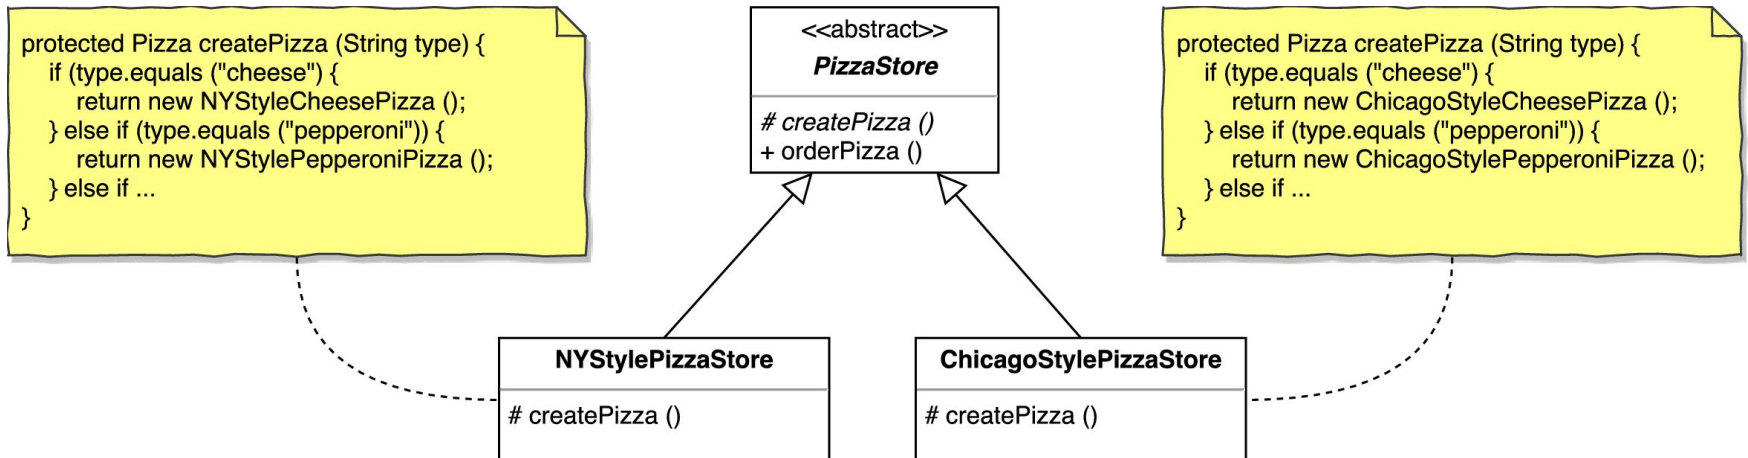 protected Pizza createPizza (String type) {
if (type.equals ("cheese") {
return new NYStyleCheesePizza ();
} else if (type.equals ("pepperoni")) {
return new NYStylePepperoniPizza ();
} else if ...
}
<<abstract>>
PizzaStore
# createPizza ()
+ orderPizza ()
protected Pizza createPizza (String type) {
if (type.equals ("cheese") {
return new ChicagoStyleCheesePizza ();
} else if (type.equals ("pepperoni")) {
return new ChicagoStylePepperoniPizza ();
} else if ...
}
NYStylePizzaStore
# createPizza ()
ChicagoStylePizzaStore
# createPizza ()